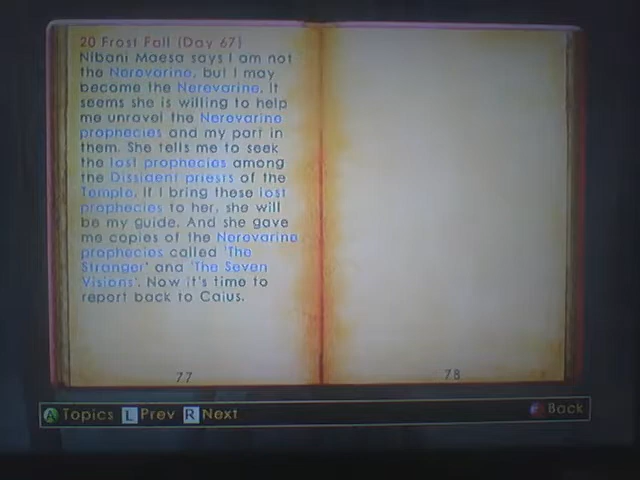 20 Frost Fall (Day 67)
Nibani Maesa says I am not
the Nerevarine, but I may
become the Nerevarine. It
seems she is willing to help
me unravel the Nerevarine
prophecies and my part in
them. She tells me to seek
the lost prophecies among
the Dissident priests of the
Temple. If I bring these lost
prophecies to her, she will
be my guide. And she gave
me copies of the Nerevarine
prophecies called 'The
Stranger' and 'The Seven
Visions'. Now it's time to
report back to Caius.
77
78
A Topics L Prev R Next
Back